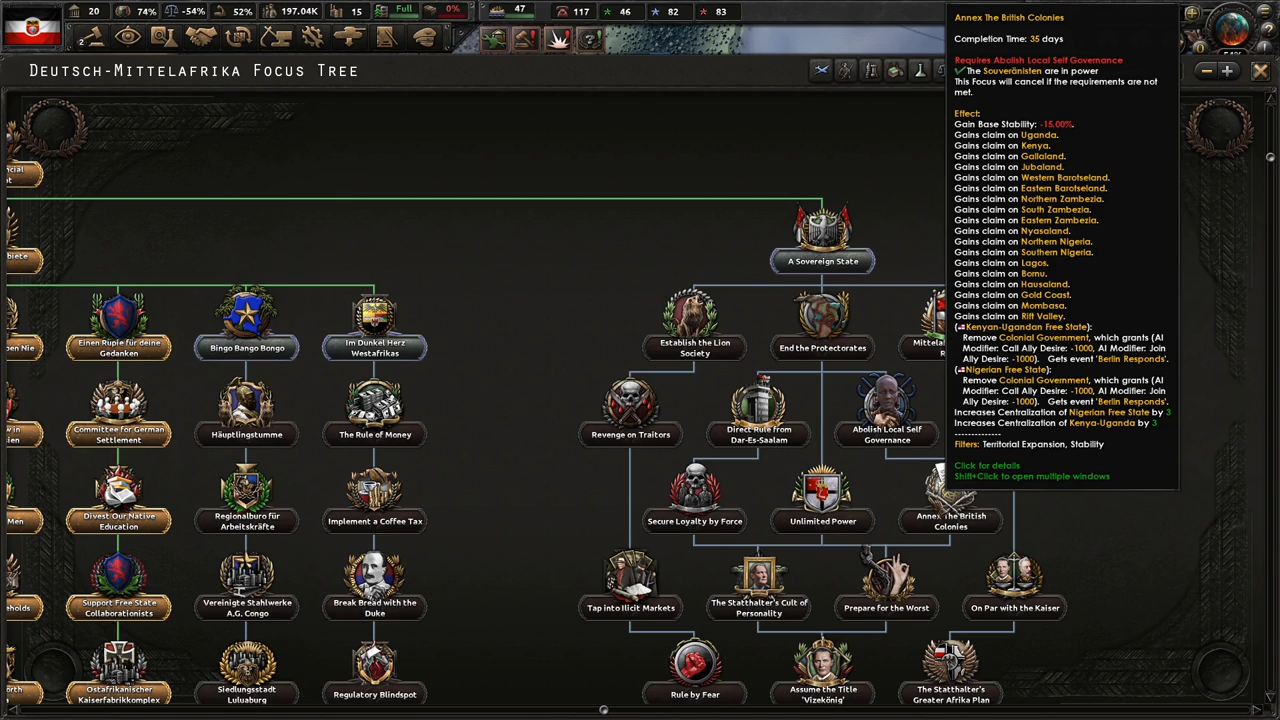 20
74%
-54%
52%
197.04K
15
Full
0%
47
117
46
82
83
2
Deutsch-Mittelafrika Focus Tree
Annex The British Colonies
Completion Time: 35 days
Requires Abolish Local Self Governance
The Souveränisten are in power
This Focus will cancel if the requirements are not
met.
Effect:
Gain Base Stability: -15.00%.
Gains claim on Uganda.
Gains claim on Kenya.
Gains claim on Gallaland.
Gains claim on Jubaland.
Gains claim on Western Barotseland.
Gains claim on Eastern Barotseland.
Gains claim on Northern Zambezia.
Gains claim on South Zambezia.
Gains claim on Eastern Zambezia.
Gains claim on Nyasaland.
Gains claim on Northern Nigeria.
Gains claim on Southern Nigeria.
Gains claim on Lagos.
Gains claim on Bornu.
Gains claim on Hausaland.
Gains claim on Gold Coast.
Gains claim on Mombasa.
Gains claim on Rift Valley.
(Kenyan-Ugandan Free State):
Remove Colonial Government, which grants (AI
Modifier: Call Ally Desire: -1000, AI Modifier: Join
Ally Desire: -1000). Gets event 'Berlin Responds'.
(Nigerian Free State):
Remove Colonial Government, which grants (AI
Modifier: Call Ally Desire: -1000, AI Modifier: Join
Ally Desire: -1000). Gets event 'Berlin Responds'.
Increases Centralization of Nigerian Free State by 3
Increases Centralization of Kenya-Uganda by 3
--------------
Filters: Territorial Expansion, Stability
Click for details
Shift+Click to open multiple windows
A Sovereign State
Einen Rupie für deine
Gedanken
Bingo Bango Bongo
Im Dunkel Herz
Westafrikas
Establish the Lion
Society
End the Protectorates
Committee for German
Settlement
Häuptlingstumme
The Rule of Money
Revenge on Traitors
Direct Rule from
Dar-Es-Saalam
Abolish Local Self
Governance
Men
Divest Our Native
Education
Regionalburo für
Arbeitskräfte
Implement a Coffee Tax
Secure Loyalty by Force
Unlimited Power
Annex The British
Colonies
Support Free State
Collaborationists
Vereinigte Stahlwerke
A.G. Congo
Break Bread with the
Duke
Tap into Ilicit Markets
The Statthalter's Cult of
Personality
Prepare for the Worst
On Par with the Kaiser
Ostafrikanischer
Kaiserfabrikkomplex
Siedlungsstadt
Luluaburg
Regulatory Blindspot
Rule by Fear
Assume the Title
'Vizekönig'
The Statthalter's
Greater Afrika Plan